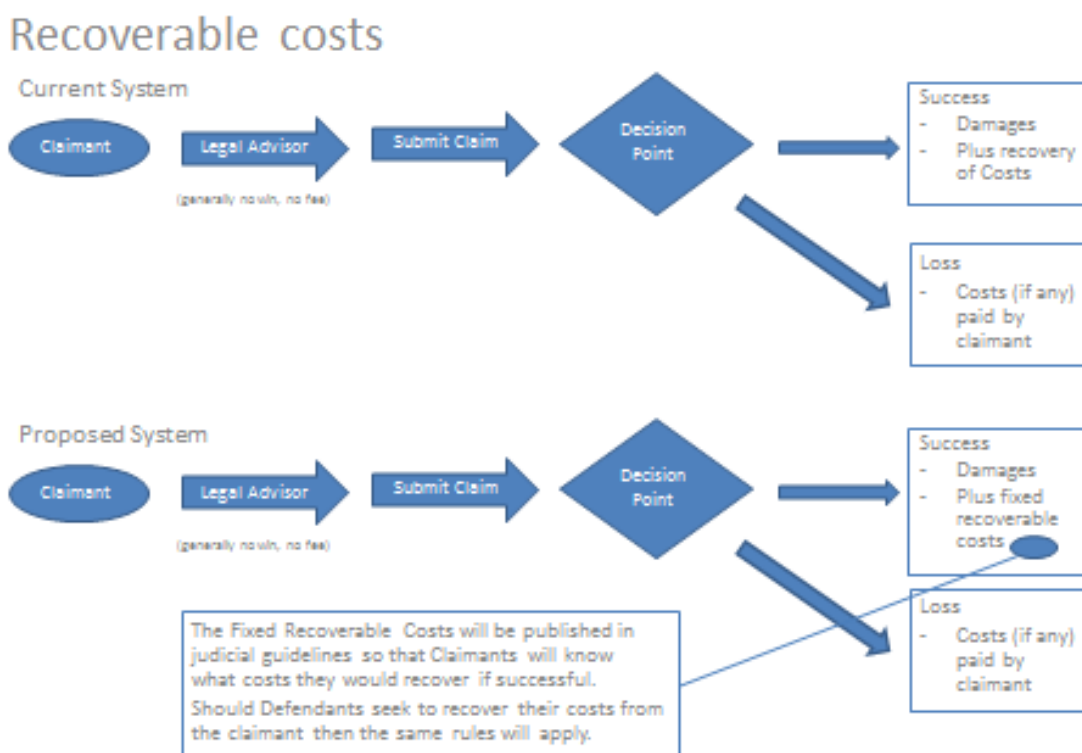 Recoverable costs
Current System
Claimant
Legal Advisor
(generally no win, no fee)
Submit Claim
Decision
Point
Success
- Damages
- Plus recovery
of Costs
Loss
- Costs (if any)
paid by
claimant
Proposed System
Claimant
Legal Advisor
(generally no win, no fee)
Submit Claim
Decision
Point
Success
- Damages
- Plus fixed
recoverable
costs
Loss
- Costs (if any)
paid by
claimant
The Fixed Recoverable Costs will be published in
judicial guidelines so that Claimants will know
what costs they would recover if successful.
Should Defendants seek to recover their costs from
the claimant then the same rules will apply.